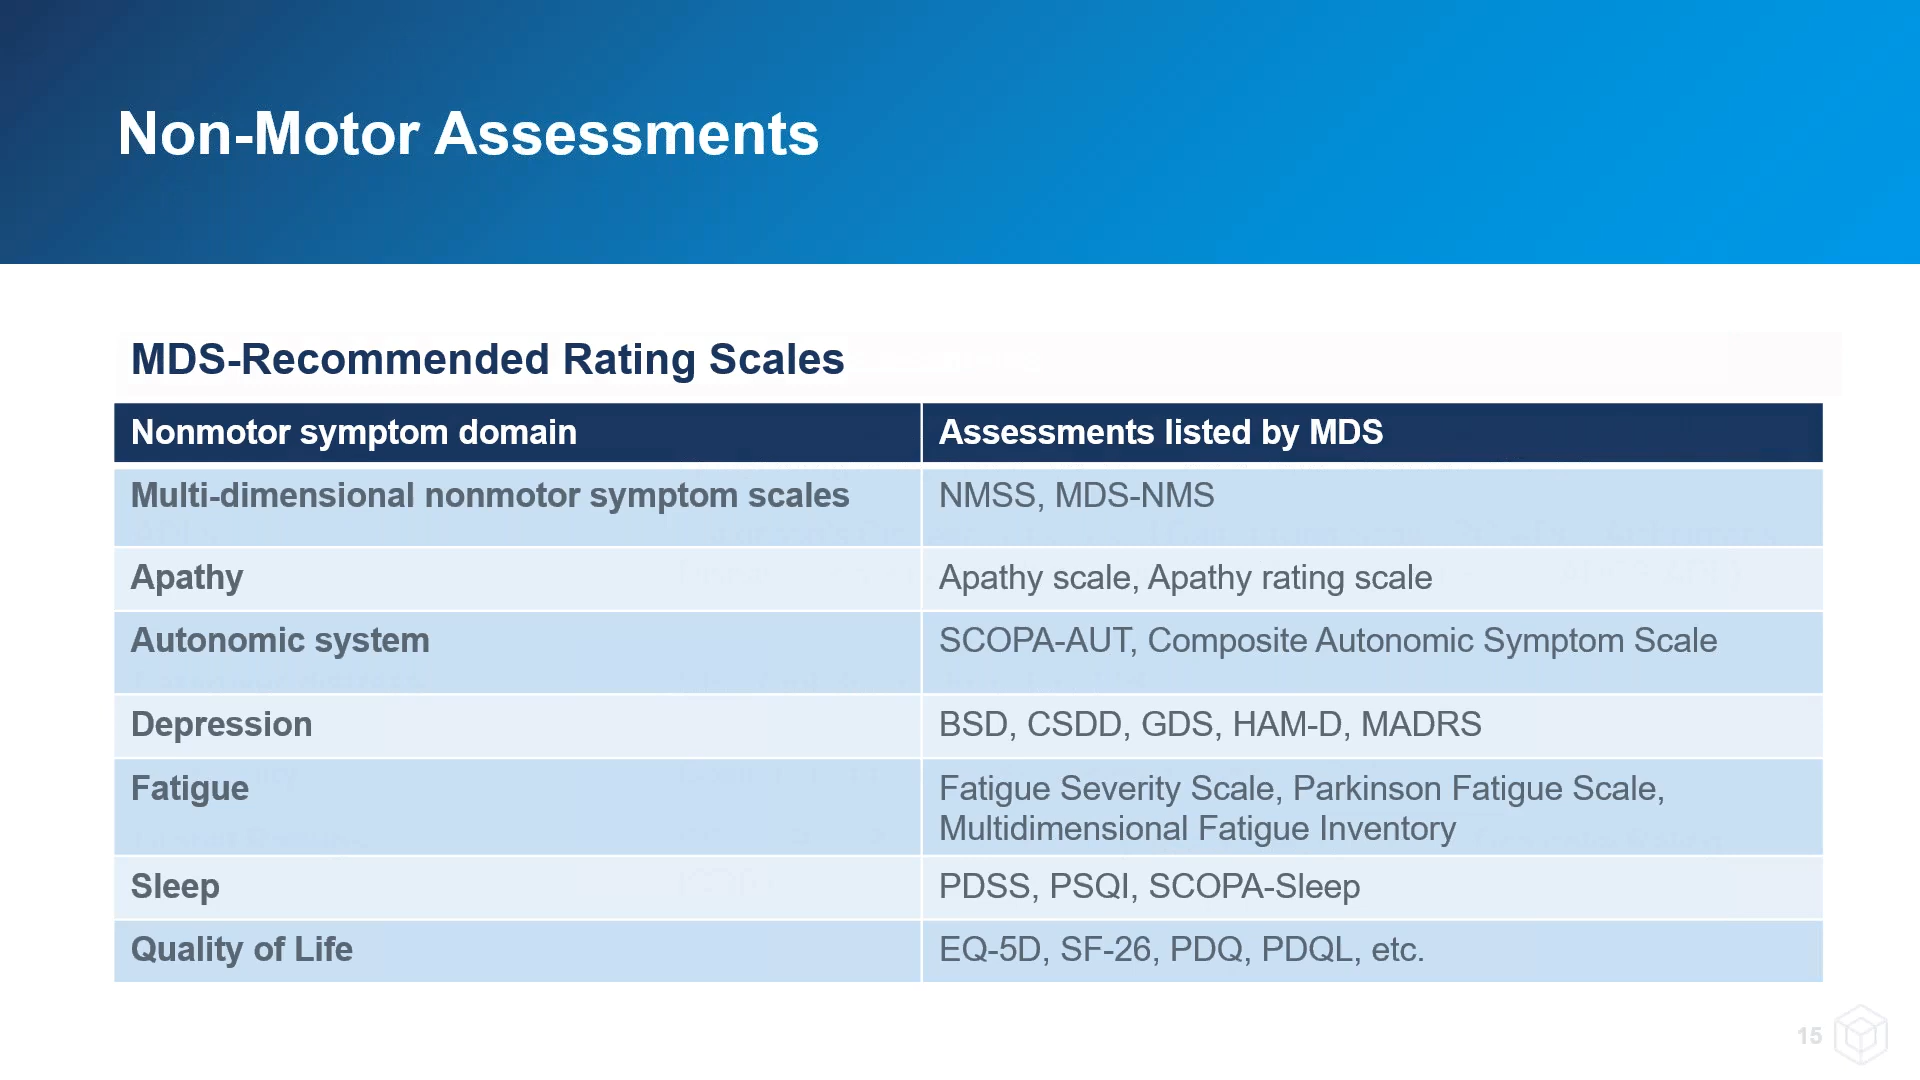 Non-Motor Assessments
MDS-Recommended Rating Scales
Nonmotor symptom domain
Assessments listed by MDS
Multi-dimensional nonmotor symptom scales
NMSS, MDS-NMS
Apathy
Apathy scale, Apathy rating scale
Autonomic system
SCOPA-AUT, Composite Autonomic Symptom Scale
Depression
BSD, CSDD, GDS, HAM-D, MADRS
Fatigue
Fatigue Severity Scale, Parkinson Fatigue Scale,
Multidimensional Fatigue Inventory
Sleep
PDSS, PSQI, SCOPA-Sleep
Quality of Life
EQ-5D, SF-26, PDQ, PDQL, etc.
15